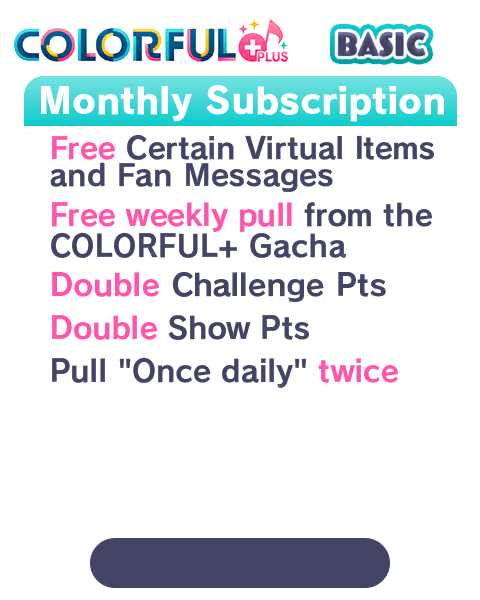 COLORFUL+ PLUS BASIC
Monthly Subscription
Free Certain Virtual Items
and Fan Messages
Free weekly pull from the
COLORFUL+ Gacha
Double Challenge Pts
Double Show Pts
Pull "Once daily" twice